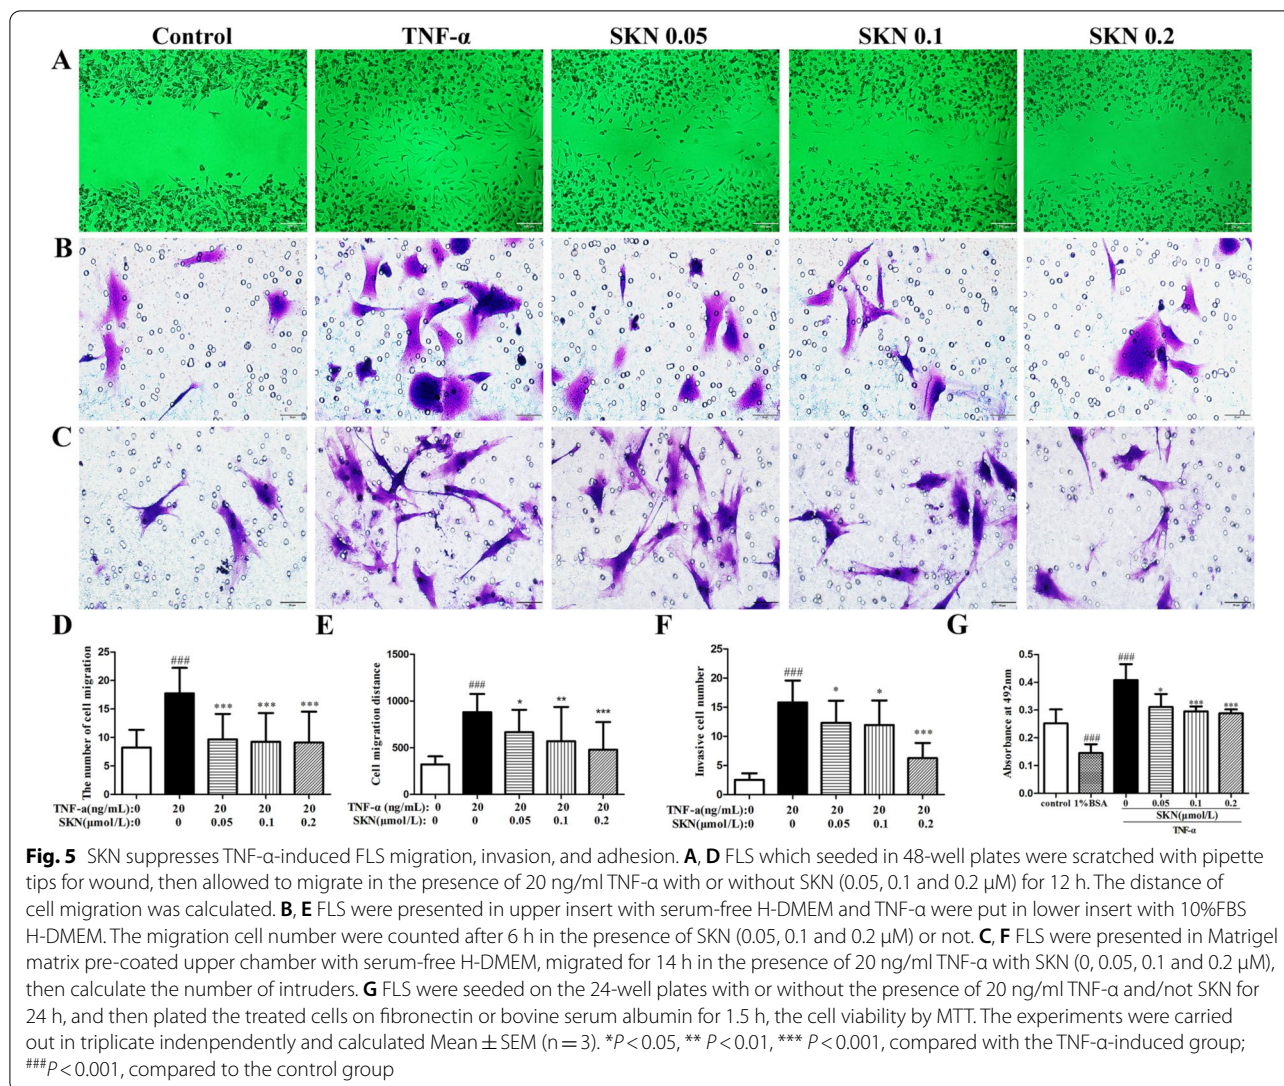 Control TNF-α SKN 0.05 SKN 0.1 SKN 0.2
A
B
C
D E F G
The number of cell migration
25
20
15
10
5
0
###
***
***
***
TNF-a(ng/mL):0 20 20 20 20
SKN(μmol/L) 0 0 0.05 0.1 0.2
Cell migration distance
1500
1000
500
0
###
*
**
***
TNF-α (ng/mL): 0 20 20 20 20
SKN(μmol/L): 0 0 0.05 0.1 0.2
Invasive cell number
25
20
15
10
5
0
###
*
*
***
TNF-a(ng/mL):0 20 20 20 20
SKN(μmol/L) 0 0 0.05 0.1 0.2
Absorbance at 492nm
0.5
0.4
0.3
0.2
0.1
0.0
###
###
*
***
***
control 1%BSA 0 0.05 0.1 0.2
SKN(μmol/L)
TNF-α
Fig. 5 SKN suppresses TNF-α-induced FLS migration, invasion, and adhesion. A, D FLS which seeded in 48-well plates were scratched with pipette
tips for wound, then allowed to migrate in the presence of 20 ng/ml TNF-α with or without SKN (0.05, 0.1 and 0.2 μM) for 12 h. The distance of
cell migration was calculated. B, E FLS were presented in upper insert with serum-free H-DMEM and TNF-α were put in lower insert with 10%FBS
H-DMEM. The migration cell number were counted after 6 h in the presence of SKN (0.05, 0.1 and 0.2 μM) or not. C, F FLS were presented in Matrigel
matrix pre-coated upper chamber with serum-free H-DMEM, migrated for 14 h in the presence of 20 ng/ml TNF-α with SKN (0, 0.05, 0.1 and 0.2 μM),
then calculate the number of intruders. G FLS were seeded on the 24-well plates with or without the presence of 20 ng/ml TNF-α and/not SKN for
24 h, and then plated the treated cells on fibronectin or bovine serum albumin for 1.5 h, the cell viability by MTT. The experiments were carried
out in triplicate indenpendently and calculated Mean ± SEM (n = 3). *P < 0.05, ** P < 0.01, *** P < 0.001, compared with the TNF-α-induced group;
###P < 0.001, compared to the control group